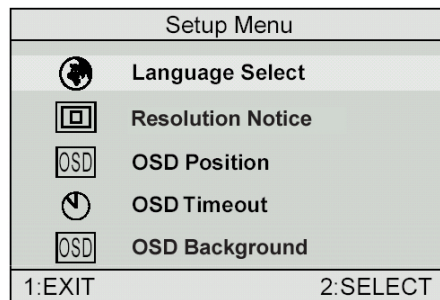 Setup Menu
Language Select
Resolution Notice
OSD OSD Position
OSD Timeout
OSD OSD Background
1:EXIT 2:SELECT